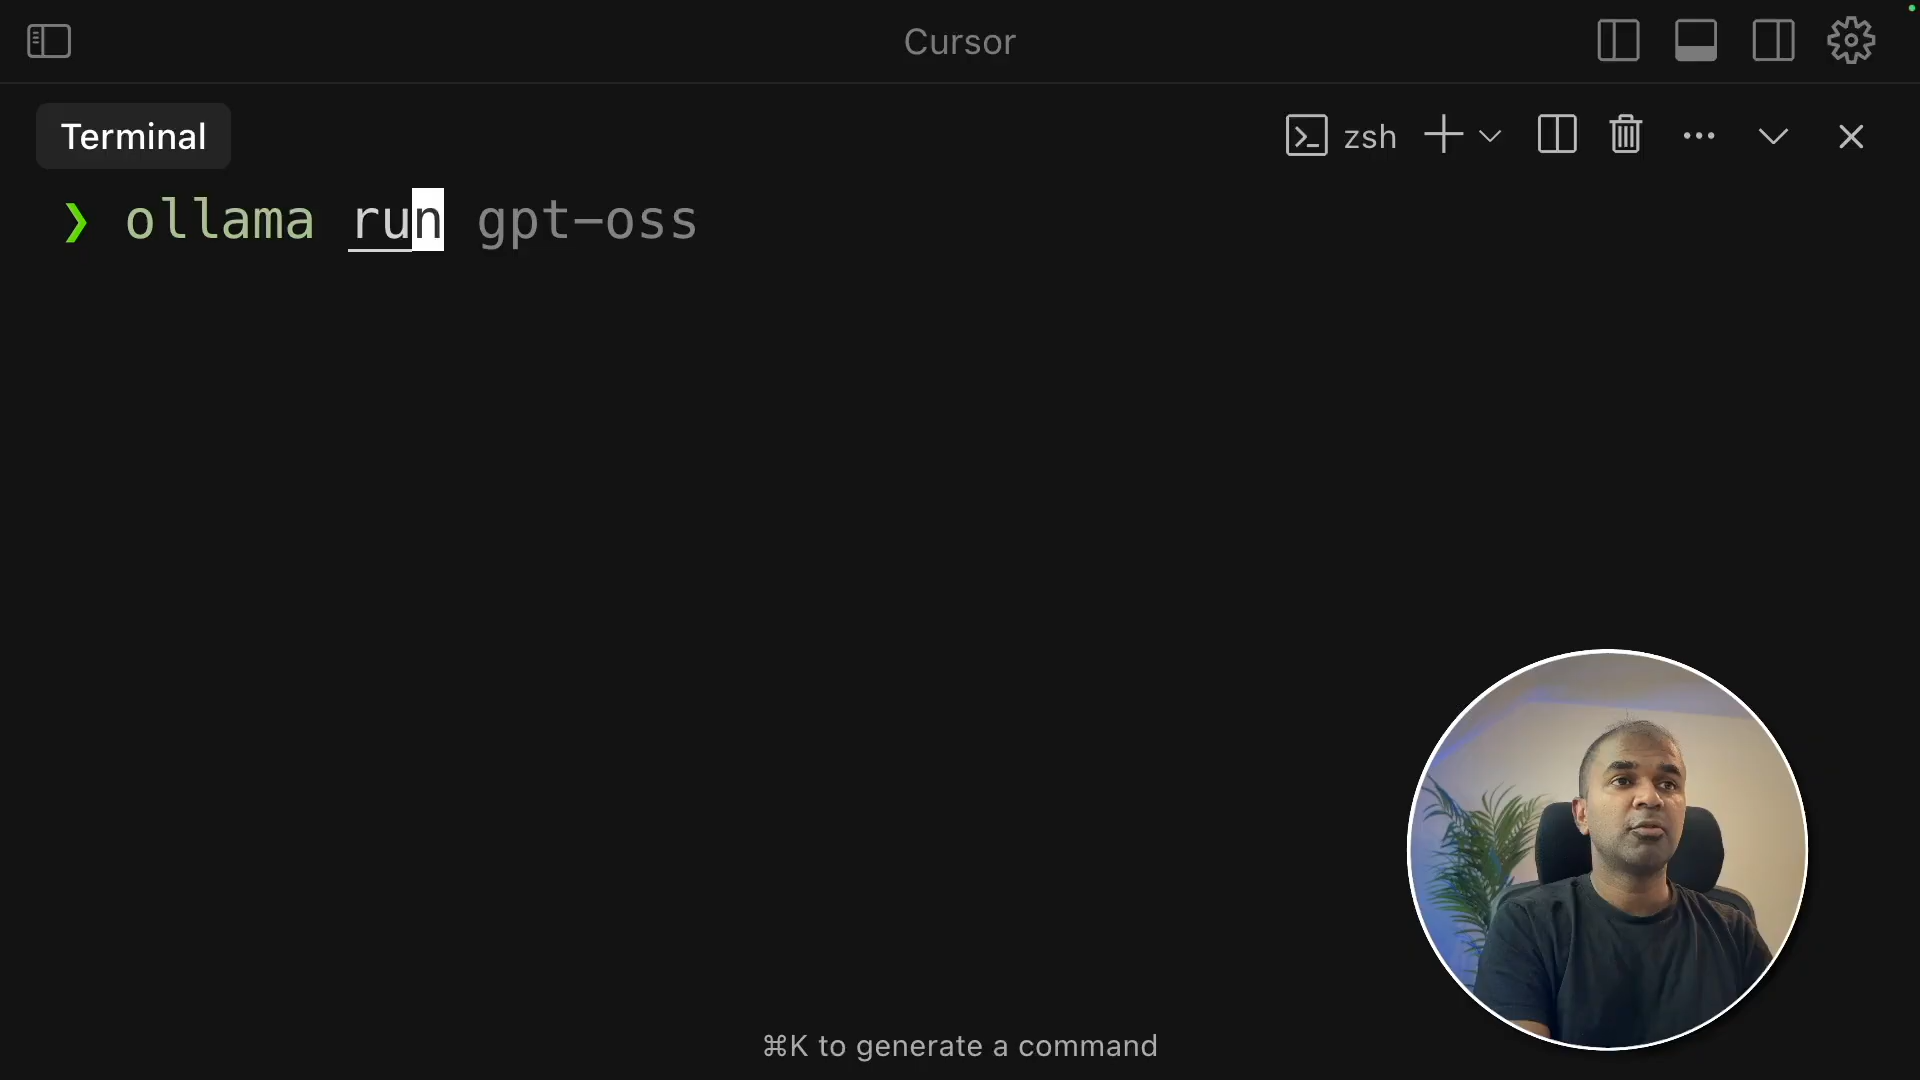 Cursor
Terminal
zsh
❯ ollama run gpt-oss
⌘K to generate a command